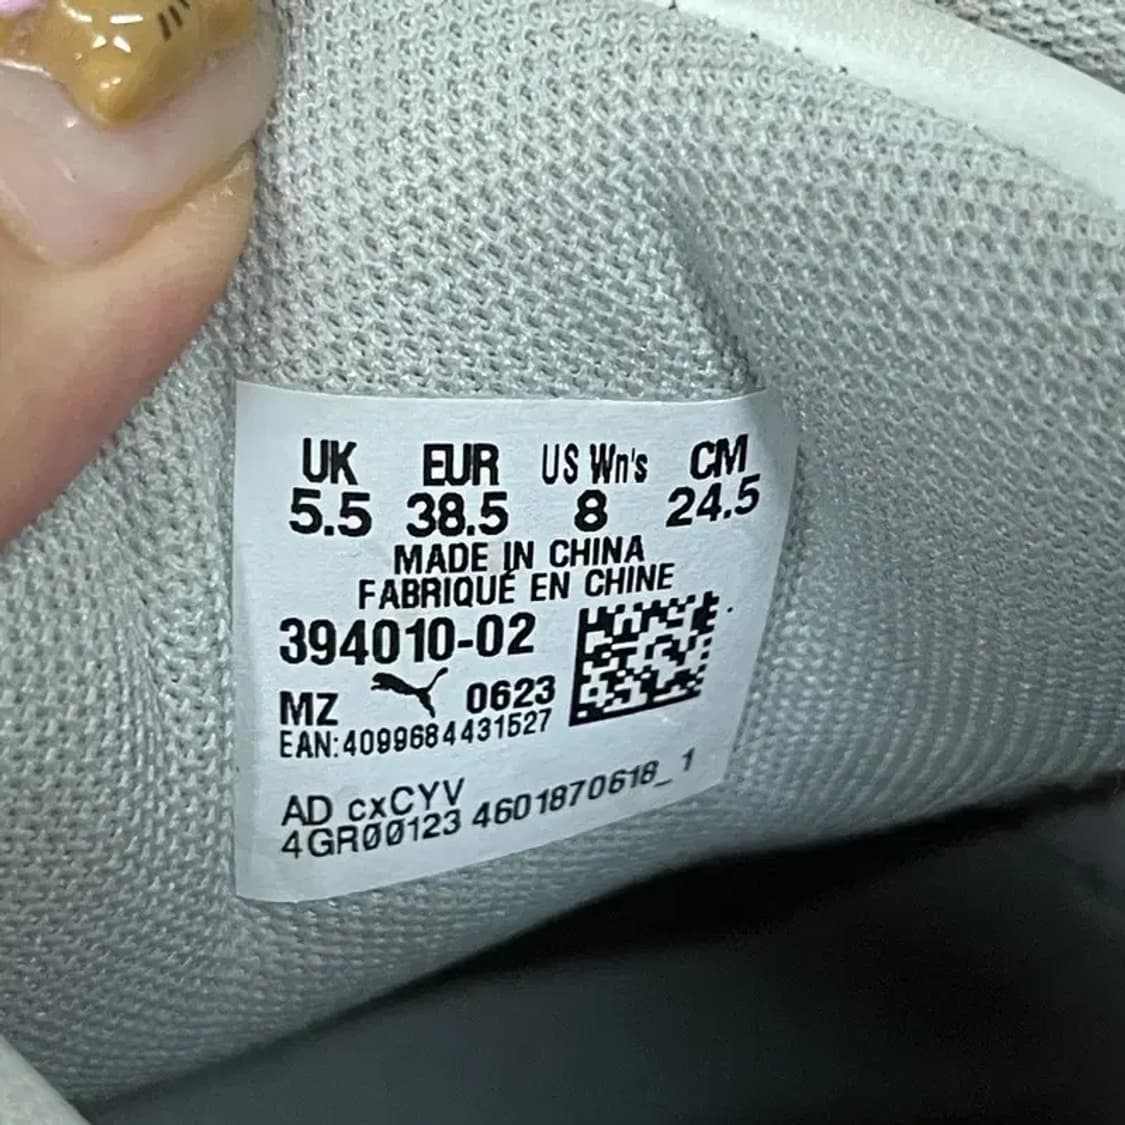 UK EUR US Wn's CM
5.5 38.5 8 24.5
MADE IN CHINA
FABRIQUÉ EN CHINE
394010-02
MZ 0623
EAN:4099684431527
AD cxCYV
4GR00123 4601870618_1